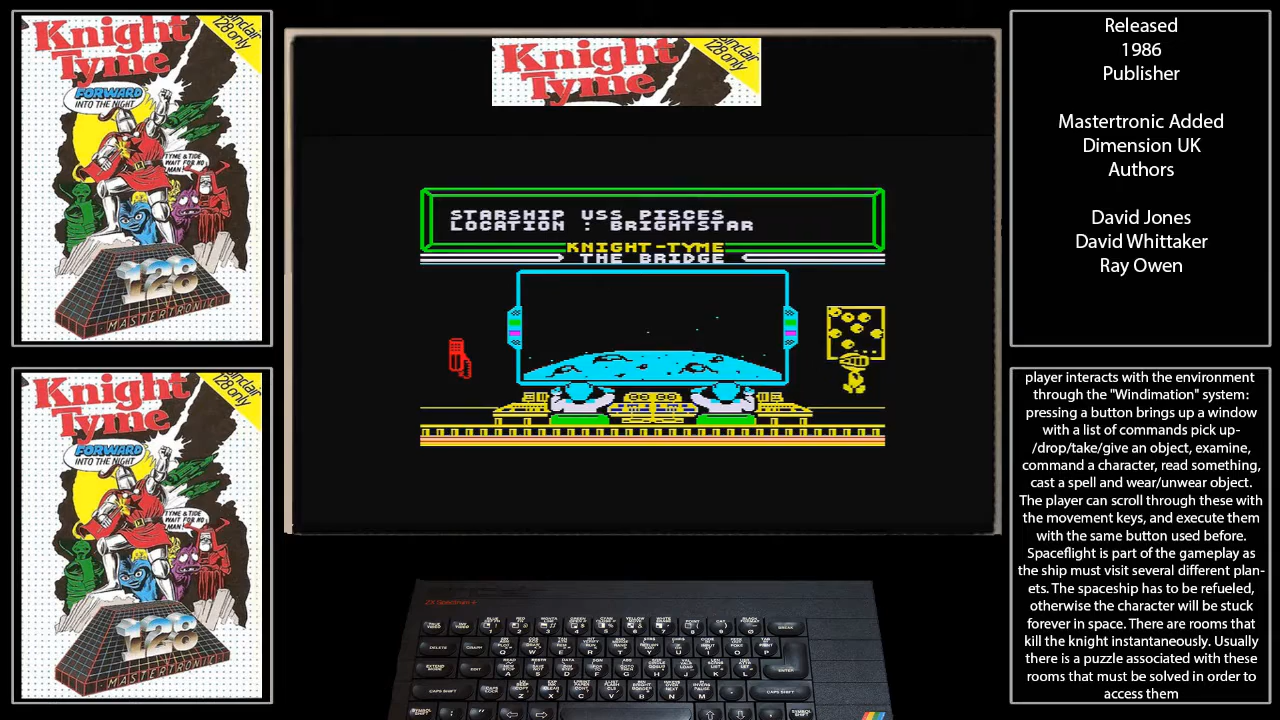 Knight
Tyme
Sinclair
128 only
FORWARD
INTO THE NIGHT
TYME & TIDE
WAIT FOR NO
MAN!
128
MASTERTRONIC
Knight
Tyme
Sinclair
128 only
FORWARD
INTO THE NIGHT
TYME & TIDE
WAIT FOR NO
MAN!
128
MASTERTRONIC
Knight
Tyme
Sinclair
128 only
STARSHIP USS PISCES
LOCATION : BRIGHTSTAR
KNIGHT-TYME
THE BRIDGE
DELETE
GRAPH
EDIT
BREAK
ENTER
CAPS SHIFT
CAPS SHIFT
Released
1986
Publisher
Mastertronic Added
Dimension UK
Authors
David Jones
David Whittaker
Ray Owen
player interacts with the environment
through the "Windimation" system:
pressing a button brings up a window
with a list of commands pick up-
/drop/take/give an object, examine,
command a character, read something,
cast a spell and wear/unwear object.
The player can scroll through these with
the movement keys, and execute them
with the same button used before.
Spaceflight is part of the gameplay as
the ship must visit several different plan-
ets. The spaceship has to be refueled,
otherwise the character will be stuck
forever in space. There are rooms that
kill the knight instantaneously. Usually
there is a puzzle associated with these
rooms that must be solved in order to
access them